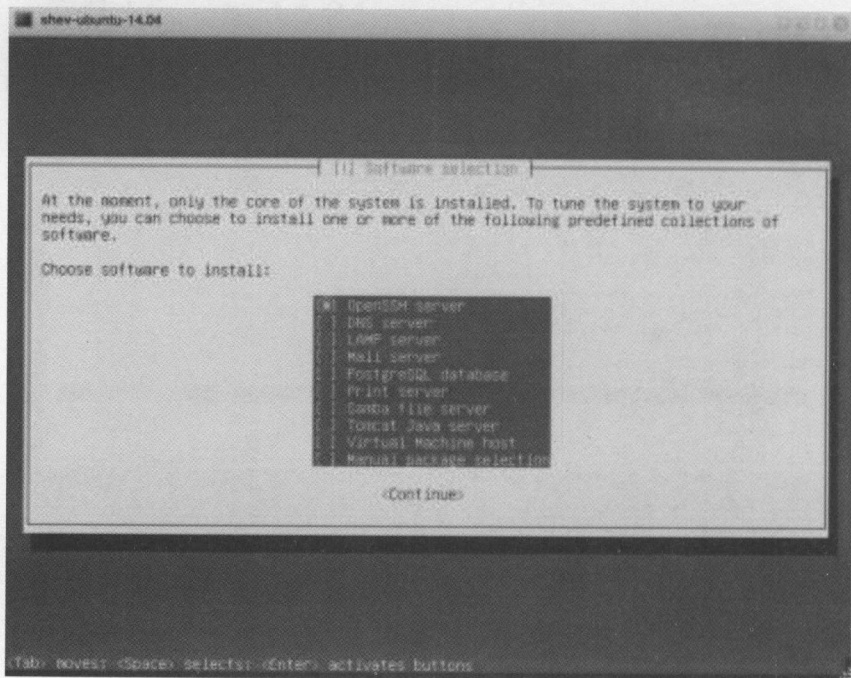 shev-ubuntu-14.04
[!] Software selection
At the moment, only the core of the system is installed. To tune the system to your
needs, you can choose to install one or more of the following predefined collections of
software.
Choose software to install:
[*] OpenSSH server
[ ] DNS server
[ ] LAMP server
[ ] Mail server
[ ] PostgreSQL database
[ ] Print server
[ ] Samba file server
[ ] Tomcat Java server
[ ] Virtual Machine host
[ ] Manual package selection
<Continue>
<Tab> moves; <Space> selects; <Enter> activates buttons